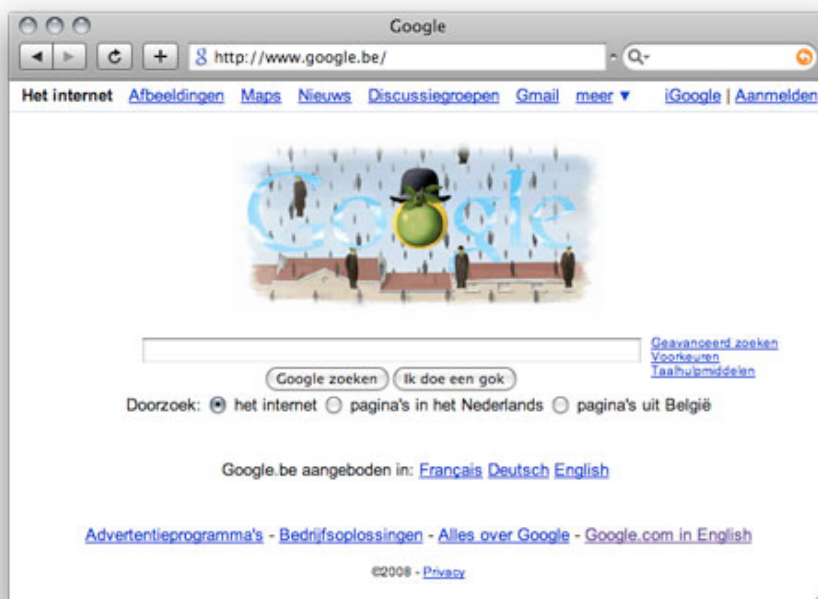 Google
http://www.google.be/
Het internet Afbeeldingen Maps Nieuws Discussiegroepen Gmail meer ▼ iGoogle | Aanmelden
Google
Geavanceerd zoeken
Voorkeuren
Taalhulpmiddelen
Google zoeken Ik doe een gok
Doorzoek: het internet pagina's in het Nederlands pagina's uit België
Google.be aangeboden in: Français Deutsch English
Advertentieprogramma's - Bedrijfsoplossingen - Alles over Google - Google.com in English
©2008 - Privacy